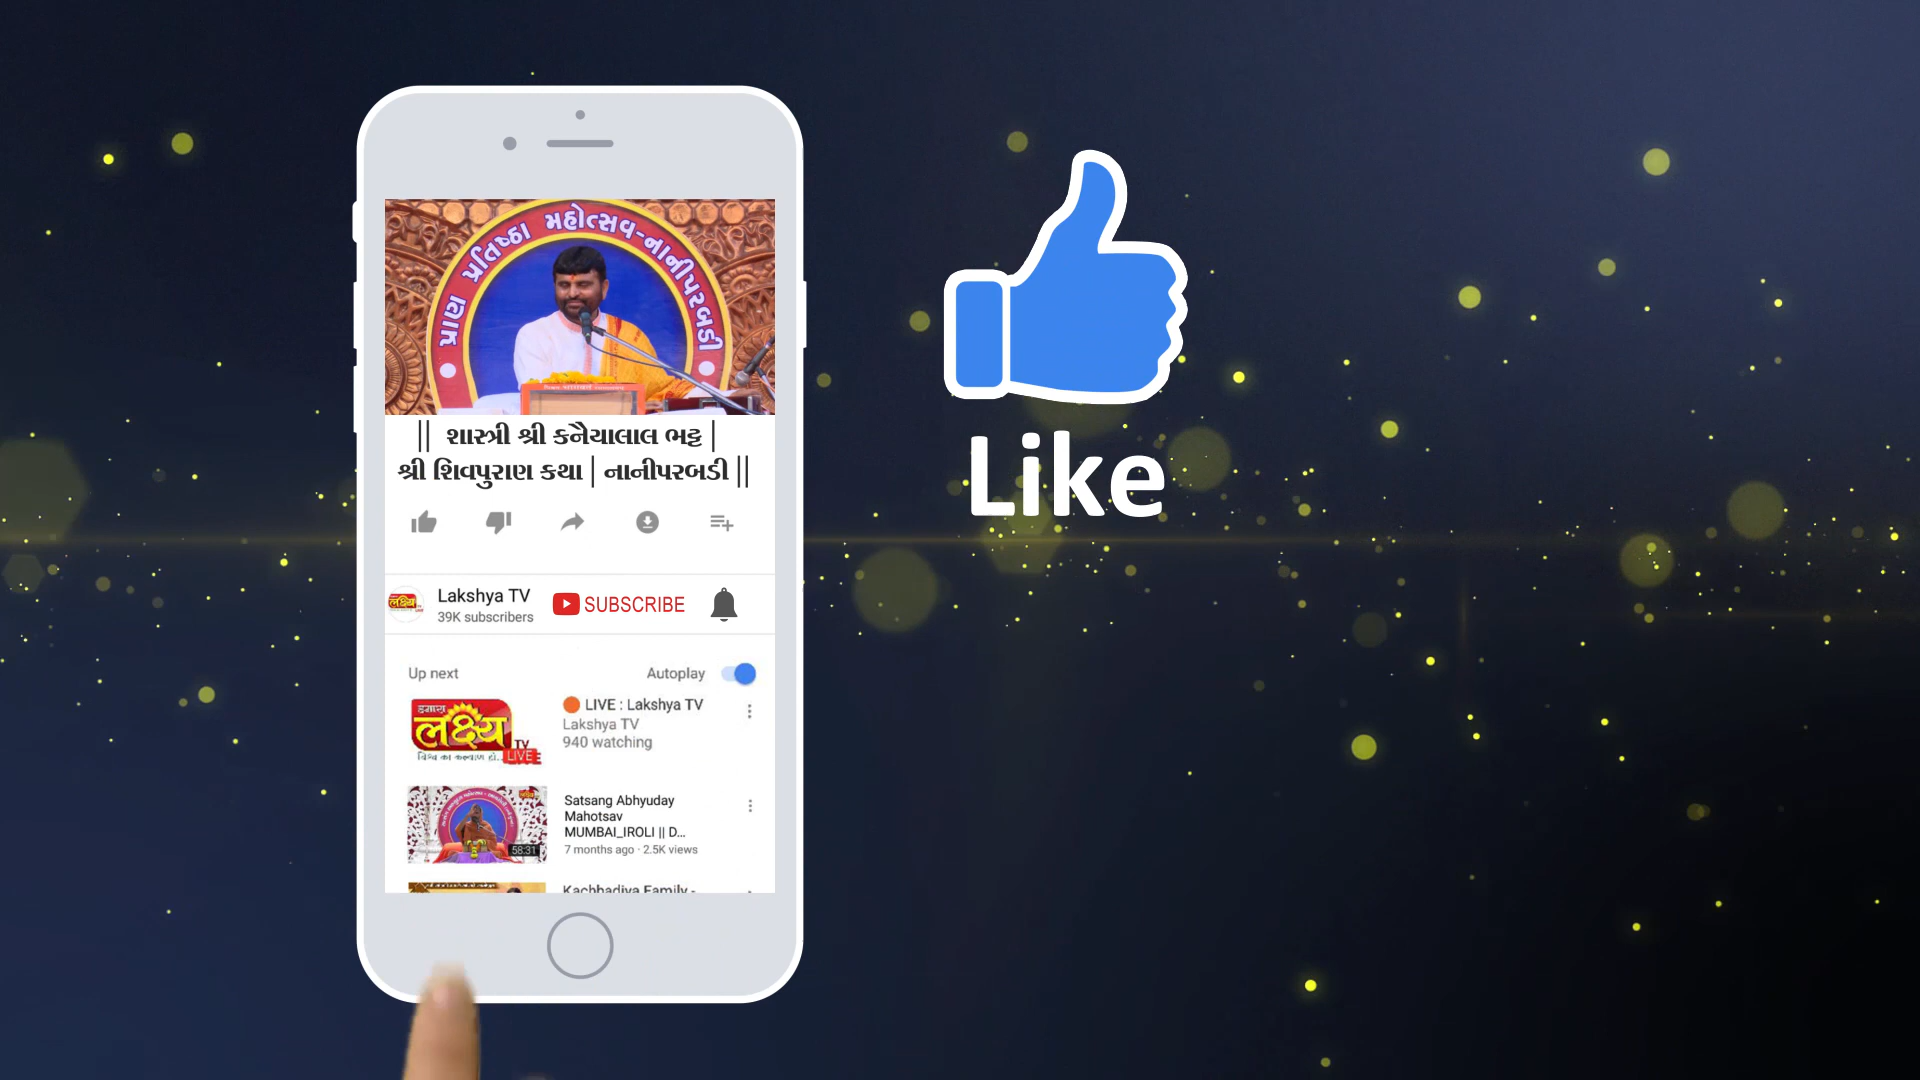 પ્રાણ પ્રતિષ્ઠા મહોત્સવ-નાનીપરબડી
|| શાસ્ત્રી શ્રી કનૈયાલાલ ભટ્ટ |
શ્રી શિવપુરાણ કથા | નાનીપરબડી ||
Like
Lakshya TV
39K subscribers
SUBSCRIBE
Up next
Autoplay
લક્ષ્ય
TV
LIVE
LIVE : Lakshya TV
Lakshya TV
940 watching
58:31
Satsang Abhyuday
Mahotsav
MUMBAI_IROLI || D...
7 months ago · 2.5K views
Kachhadiya Family -